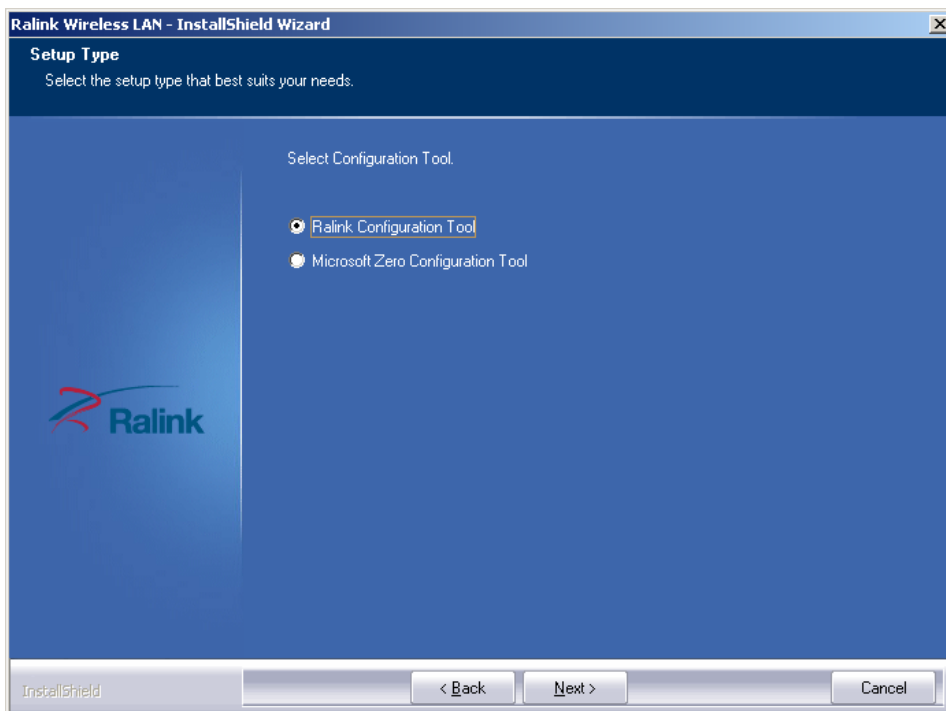 Ralink Wireless LAN - InstallShield Wizard
Setup Type
Select the setup type that best suits your needs.
Select Configuration Tool.
Ralink Configuration Tool
Microsoft Zero Configuration Tool
Ralink
InstallShield
< Back
Next >
Cancel